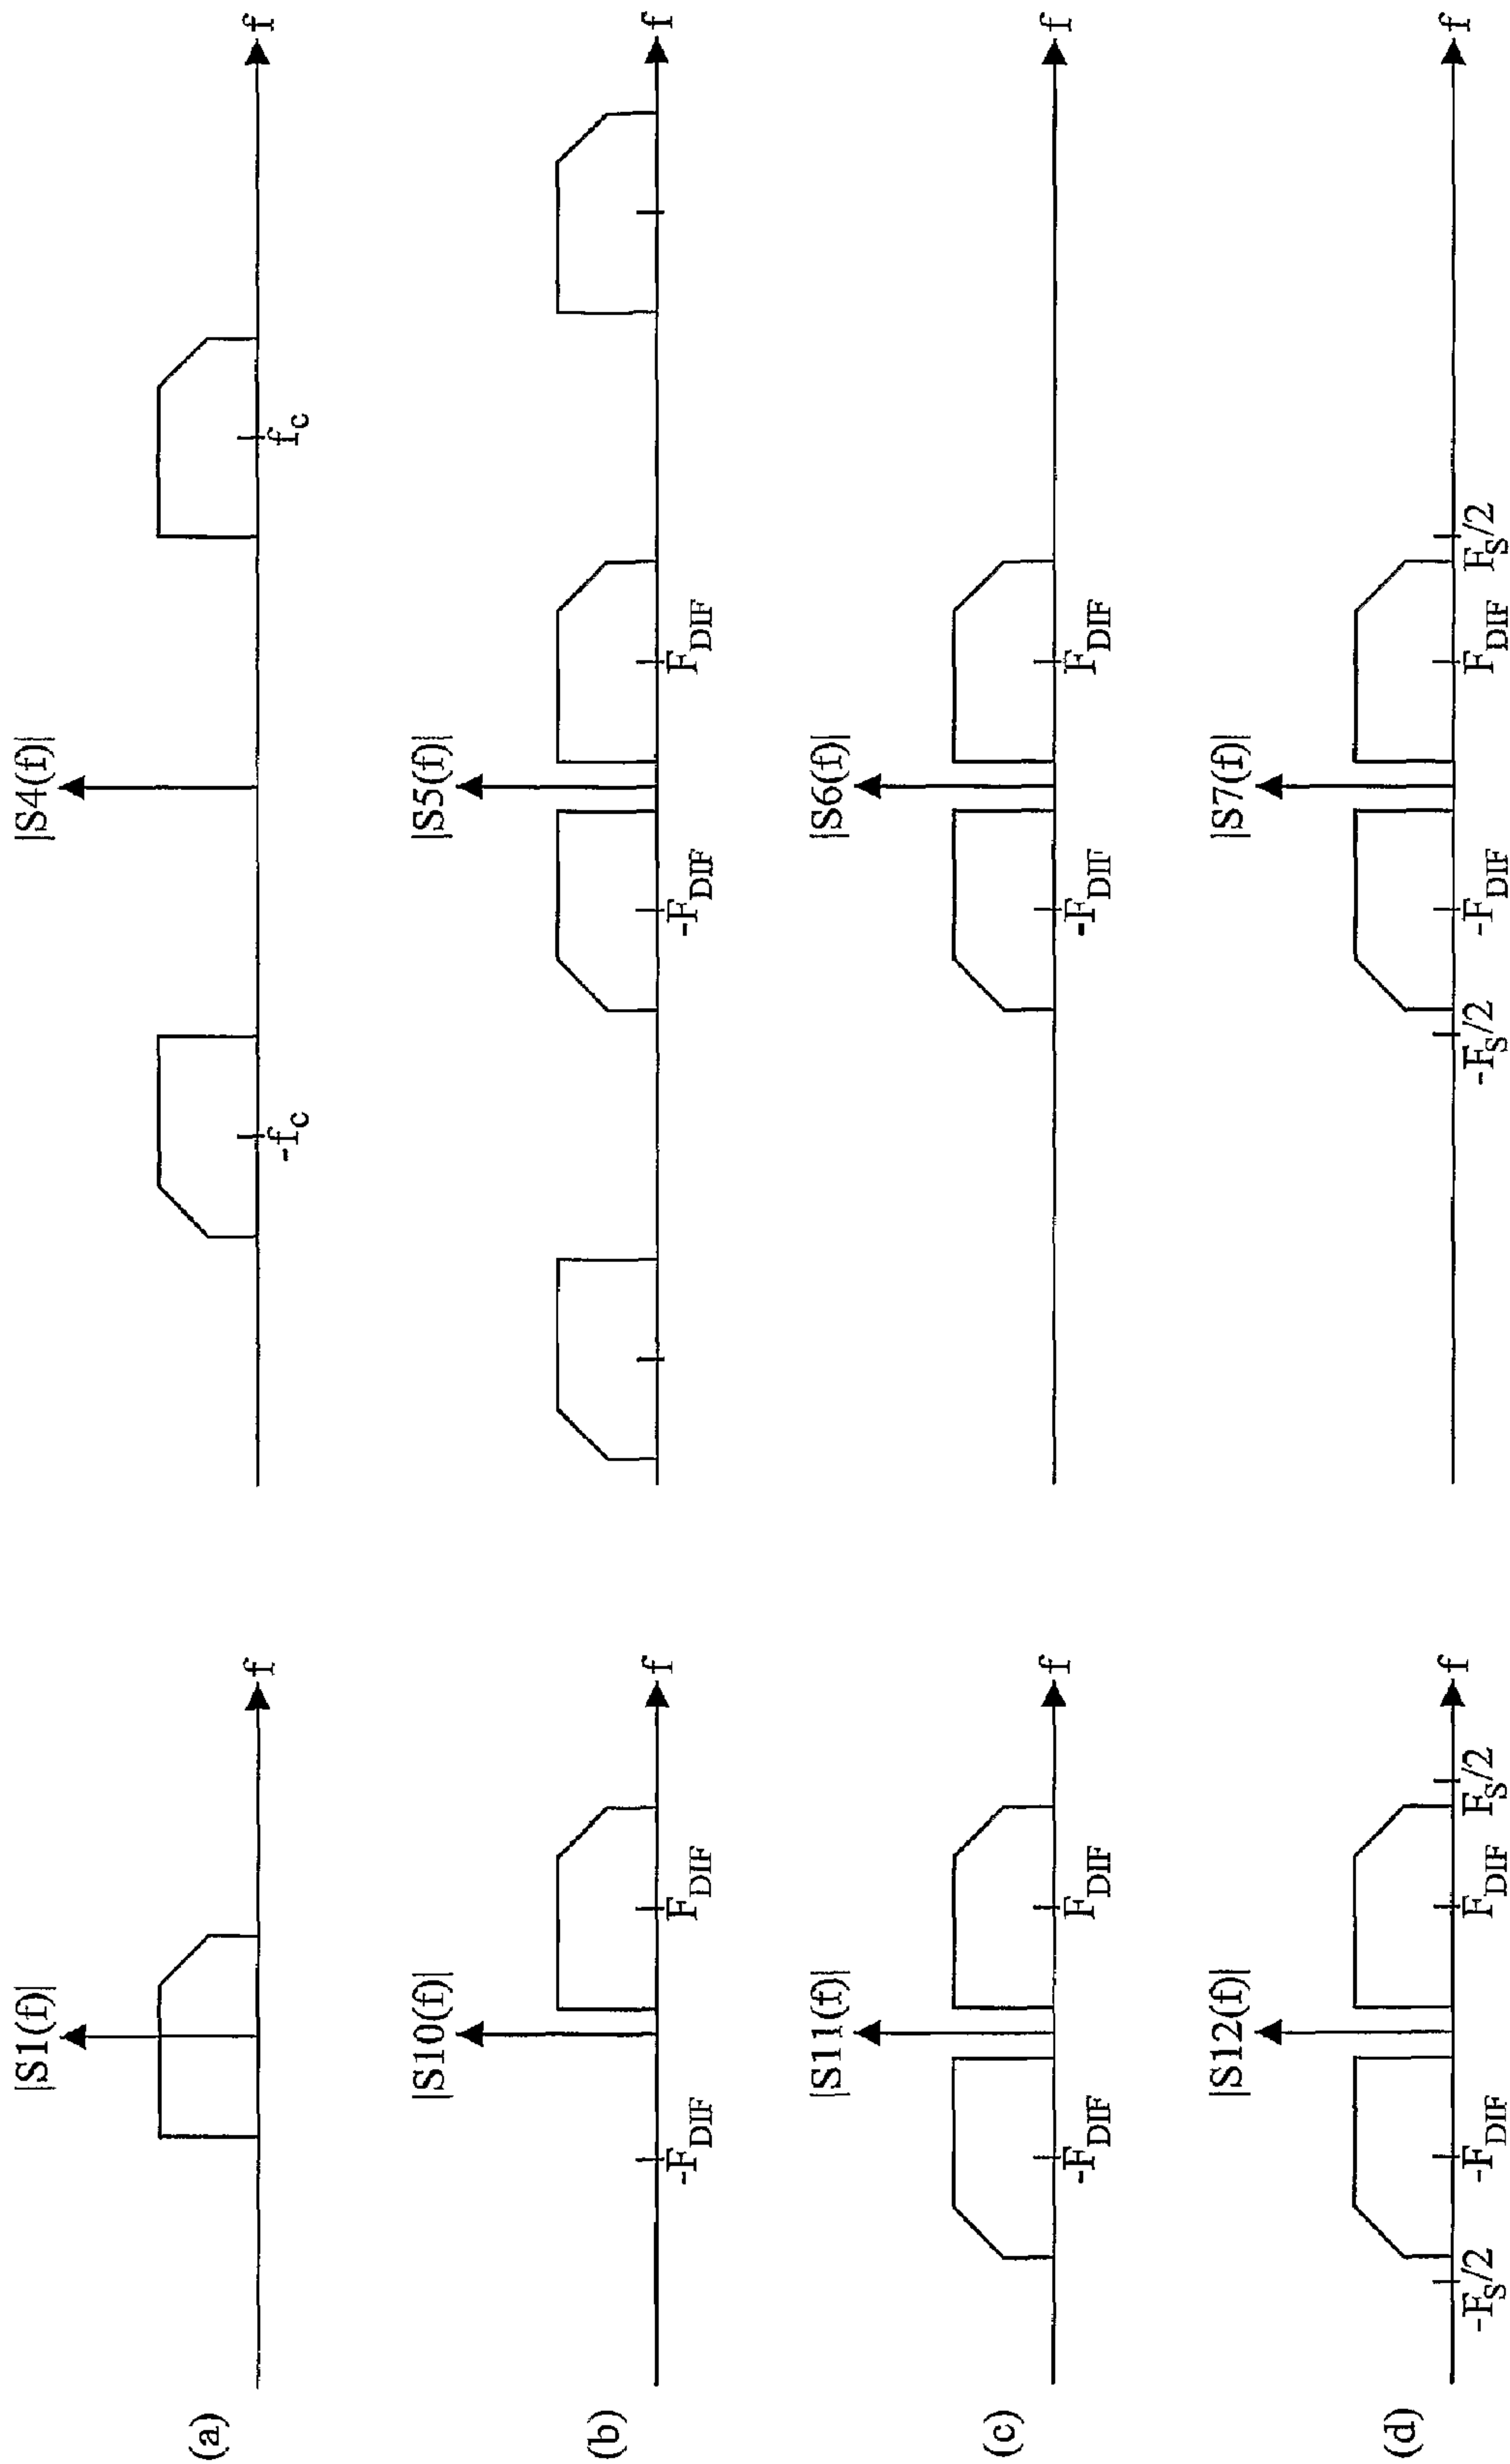 (a)
|S1(f)|
f
|S4(f)|
-f_c
f_c
f
(b)
|S10(f)|
-F_DIF
F_DIF
f
|S5(f)|
-F_DIF
F_DIF
f
(c)
|S11(f)|
-F_DIF
F_DIF
f
|S6(f)|
-F_DIF
F_DIF
f
(d)
|S12(f)|
-F_S/2
-F_DIF
F_DIF
F_S/2
f
|S7(f)|
-F_S/2
-F_DIF
F_DIF
F_S/2
f